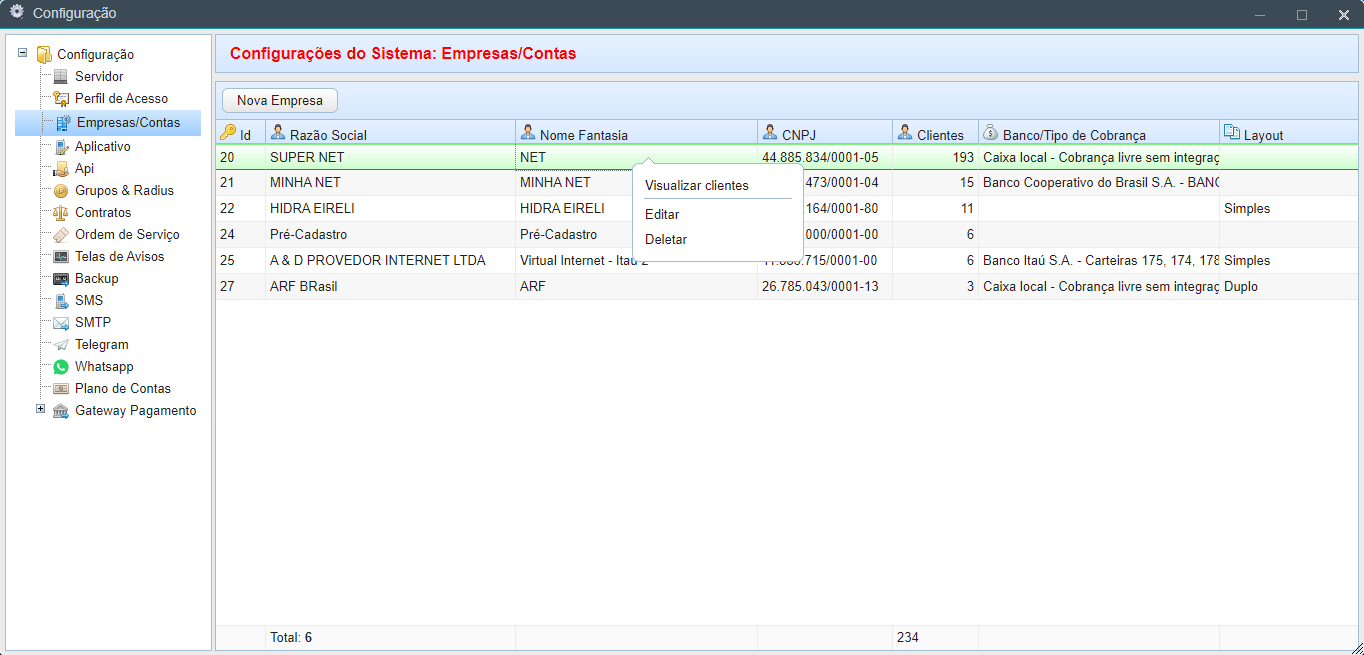 Configuração
Configuração
Servidor
Perfil de Acesso
Empresas/Contas
Aplicativo
Api
Grupos & Radius
Contratos
Ordem de Serviço
Telas de Avisos
Backup
SMS
SMTP
Telegram
Whatsapp
Plano de Contas
Gateway Pagamento
Configurações do Sistema: Empresas/Contas
Nova Empresa
Id Razão Social Nome Fantasia CNPJ Clientes Banco/Tipo de Cobrança Layout
20 SUPER NET NET 44.885.834/0001-05 193 Caixa local - Cobrança livre sem integraç
21 MINHA NET MINHA NET 473/0001-04 15 Banco Cooperativo do Brasil S.A. - BANC
22 HIDRA EIRELI HIDRA EIRELI 164/0001-80 11 Simples
24 Pré-Cadastro Pré-Cadastro 000/0001-00 6
25 A & D PROVEDOR INTERNET LTDA Virtual Internet - Itaú 2 715/0001-00 6 Banco Itaú S.A. - Carteiras 175, 174, 178 Simples
27 ARF BRasil ARF 26.785.043/0001-13 3 Caixa local - Cobrança livre sem integraç Duplo
Visualizar clientes
Editar
Deletar
Total: 6 234